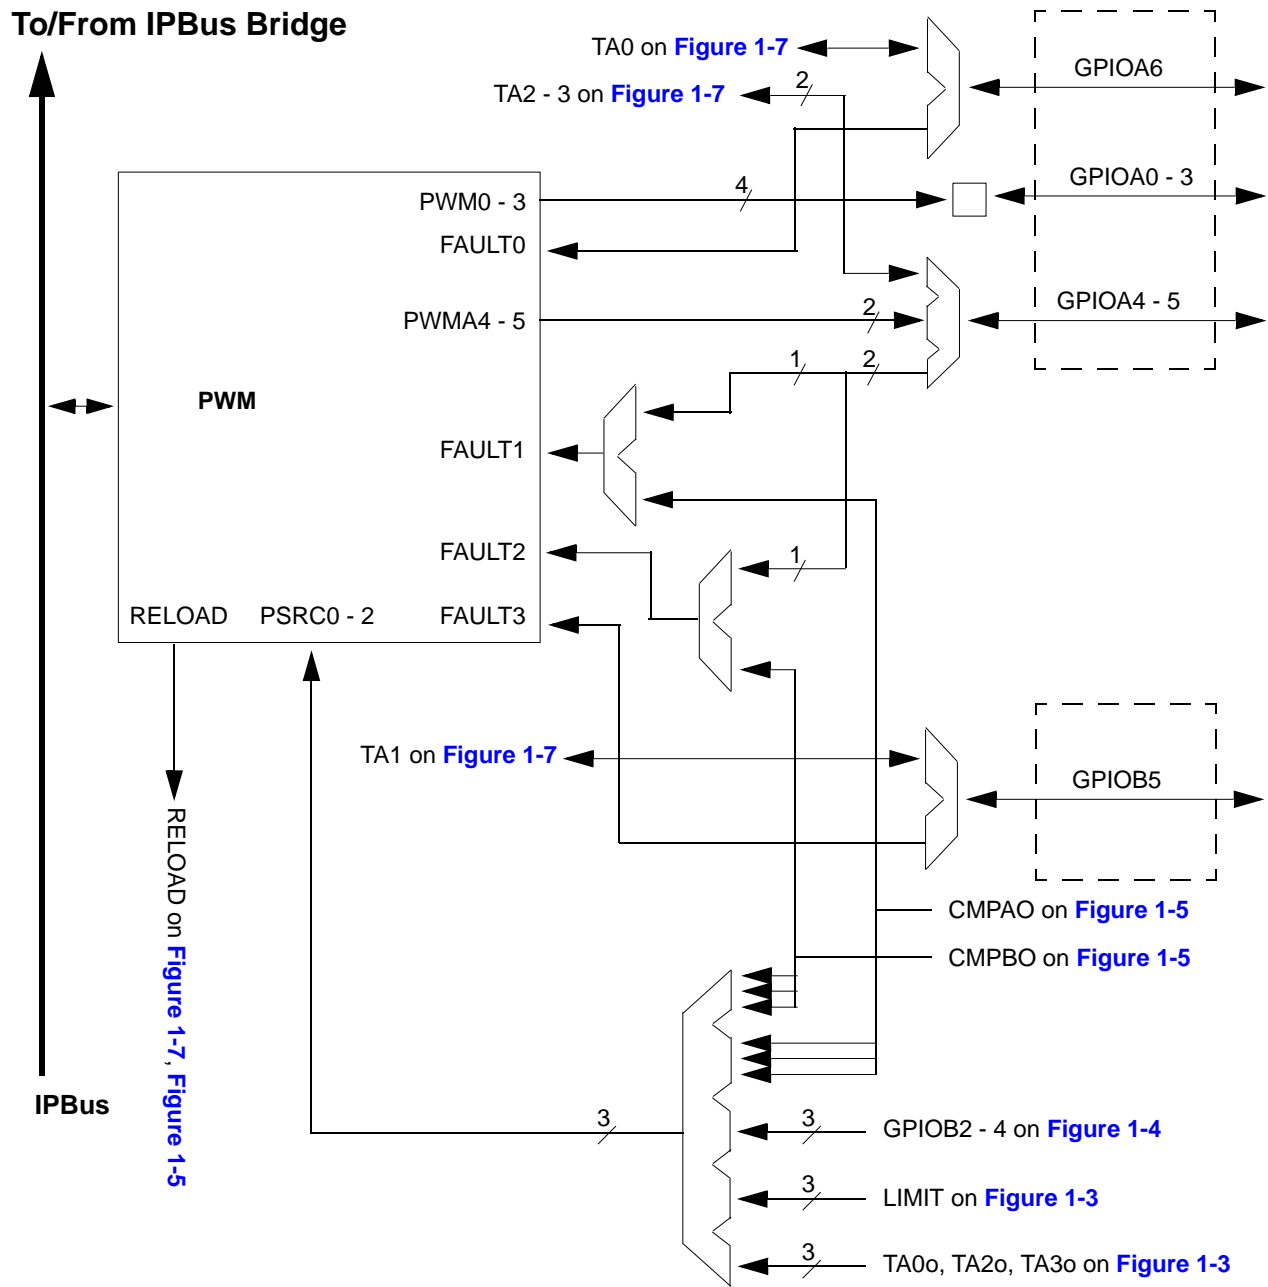 To/From IPBus Bridge
TA0 on Figure 1-7
GPIOA6
2
TA2 - 3 on Figure 1-7
GPIOA0 - 3
4
PWM0 - 3
FAULT0
GPIOA4 - 5
2
PWMA4 - 5
1
2
PWM
FAULT1
FAULT2
1
RELOAD
PSRC0 - 2
FAULT3
TA1 on Figure 1-7
GPIOB5
RELOAD on Figure 1-7, Figure 1-5
CMPAO on Figure 1-5
CMPBO on Figure 1-5
IPBus
3
3
GPIOB2 - 4 on Figure 1-4
3
LIMIT on Figure 1-3
3
TA0o, TA2o, TA3o on Figure 1-3